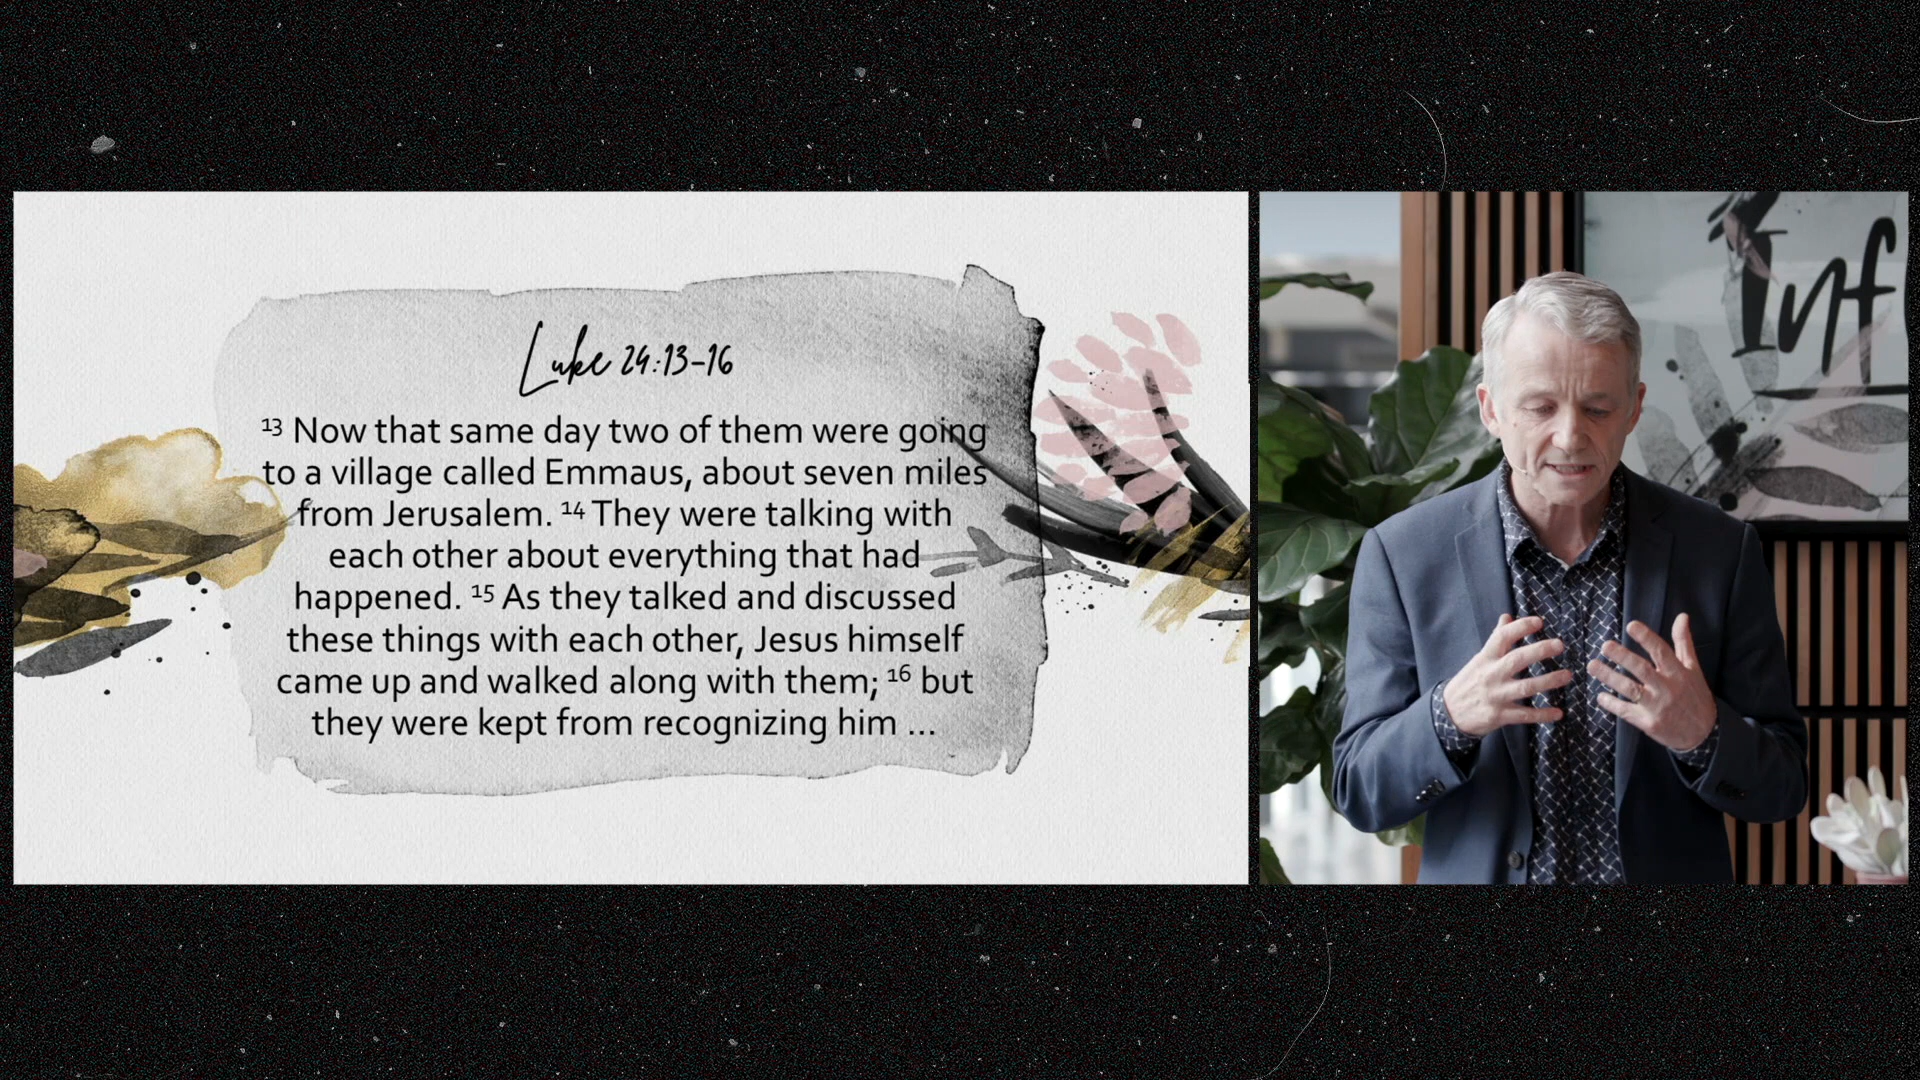 Luke 24:13-16
13 Now that same day two of them were going
to a village called Emmaus, about seven miles
from Jerusalem. 14 They were talking with
each other about everything that had
happened. 15 As they talked and discussed
these things with each other, Jesus himself
came up and walked along with them; 16 but
they were kept from recognizing him ...
Inf